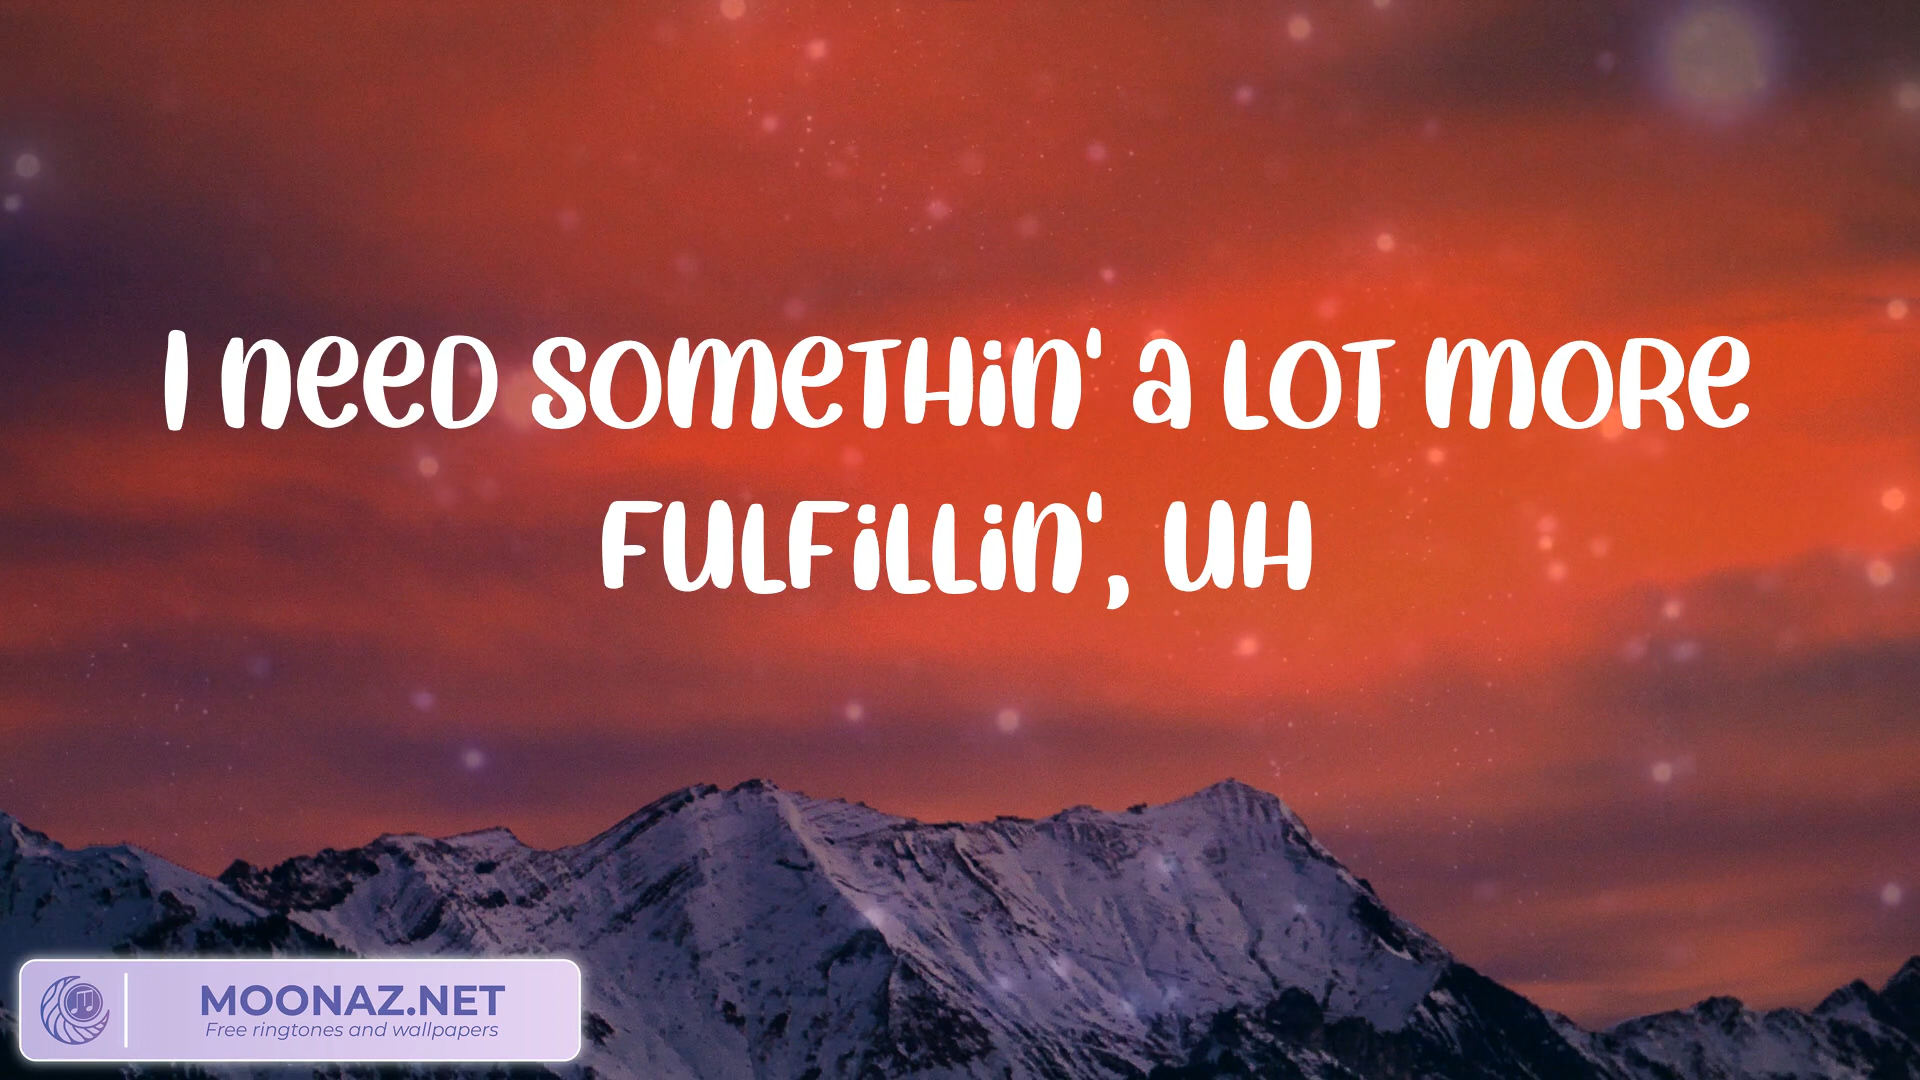 I need somethin' a lot more
fulfillin', uh
MOONAZ.NET
Free ringtones and wallpapers